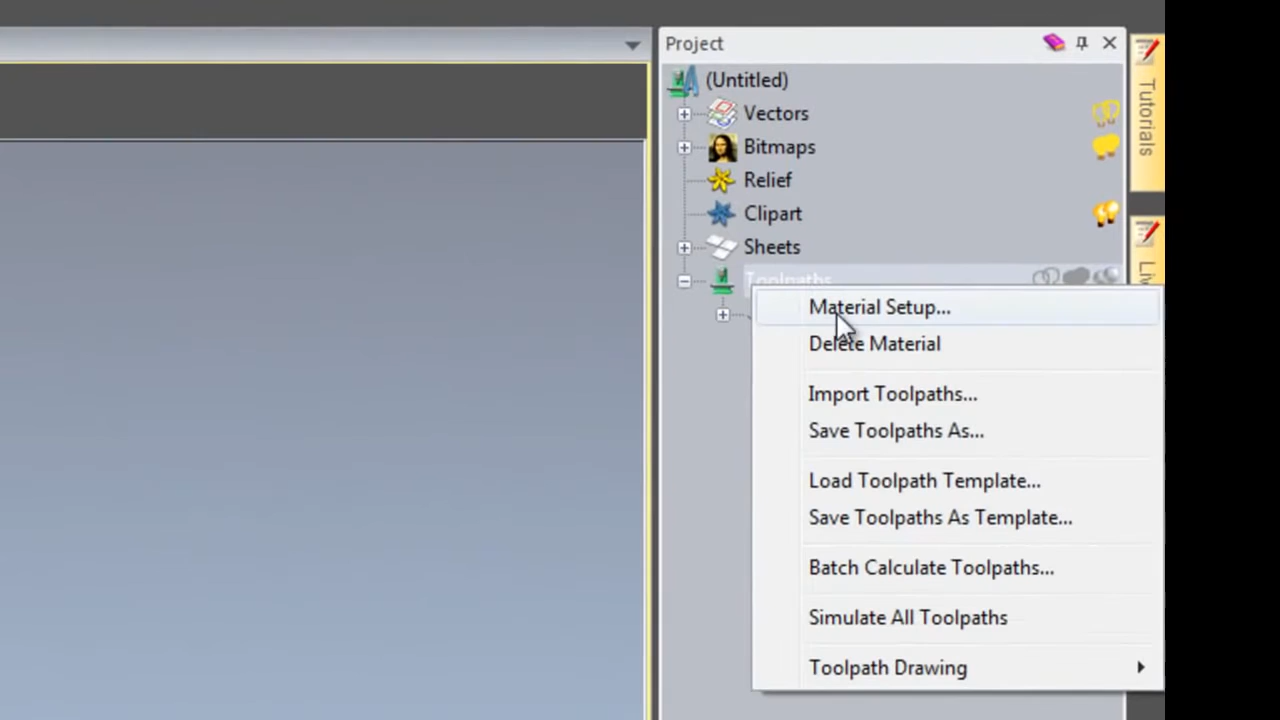 Project
(Untitled)
Vectors
Bitmaps
Relief
Clipart
Sheets
Toolpaths
Material Setup...
Delete Material
Import Toolpaths...
Save Toolpaths As...
Load Toolpath Template...
Save Toolpaths As Template...
Batch Calculate Toolpaths...
Simulate All Toolpaths
Toolpath Drawing
Tutorials